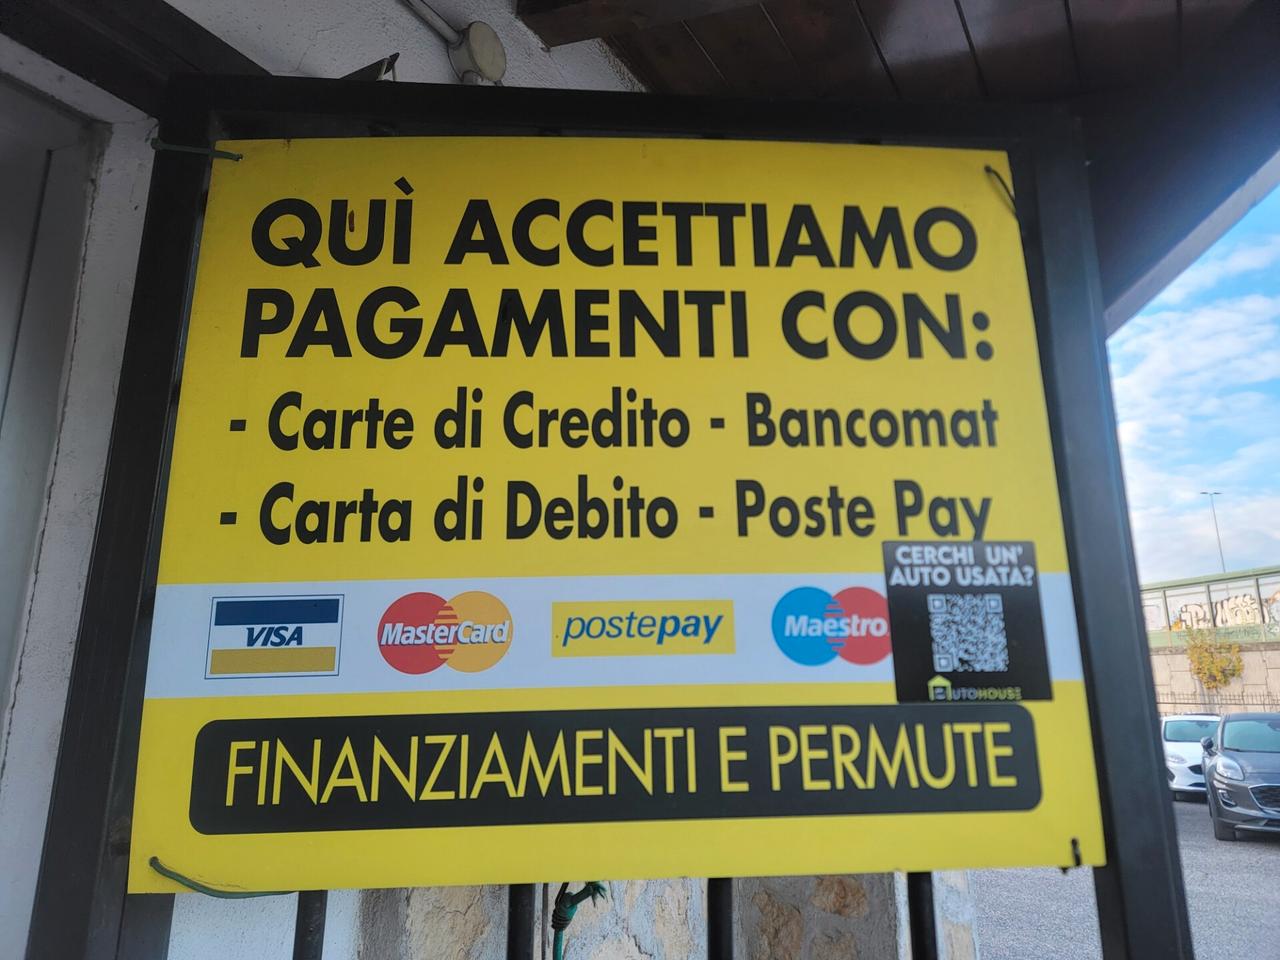 QUÌ ACCETTIAMO
PAGAMENTI CON:
- Carte di Credito - Bancomat
- Carta di Debito - Poste Pay
CERCHI UN'
AUTO USATA?
VISA
MasterCard
postepay
Maestro
AUTOHOUSE
FINANZIAMENTI E PERMUTE